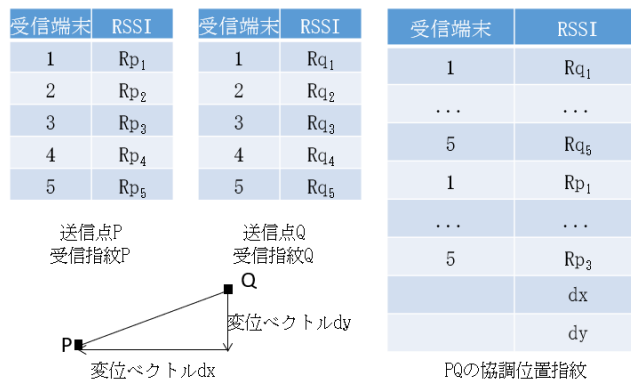 受信端末 RSSI
1 Rp₁
2 Rp₂
3 Rp₃
4 Rp₄
5 Rp₅
送信点P
受信指紋P
受信端末 RSSI
1 Rq₁
2 Rq₂
3 Rq₃
4 Rq₄
5 Rq₅
送信点Q
受信指紋Q
受信端末 RSSI
1 Rq₁
... ...
5 Rq₅
1 Rp₁
... ...
5 Rp₃
dx
dy
PQの協調位置指紋
Q
変位ベクトルdy
P
変位ベクトルdx